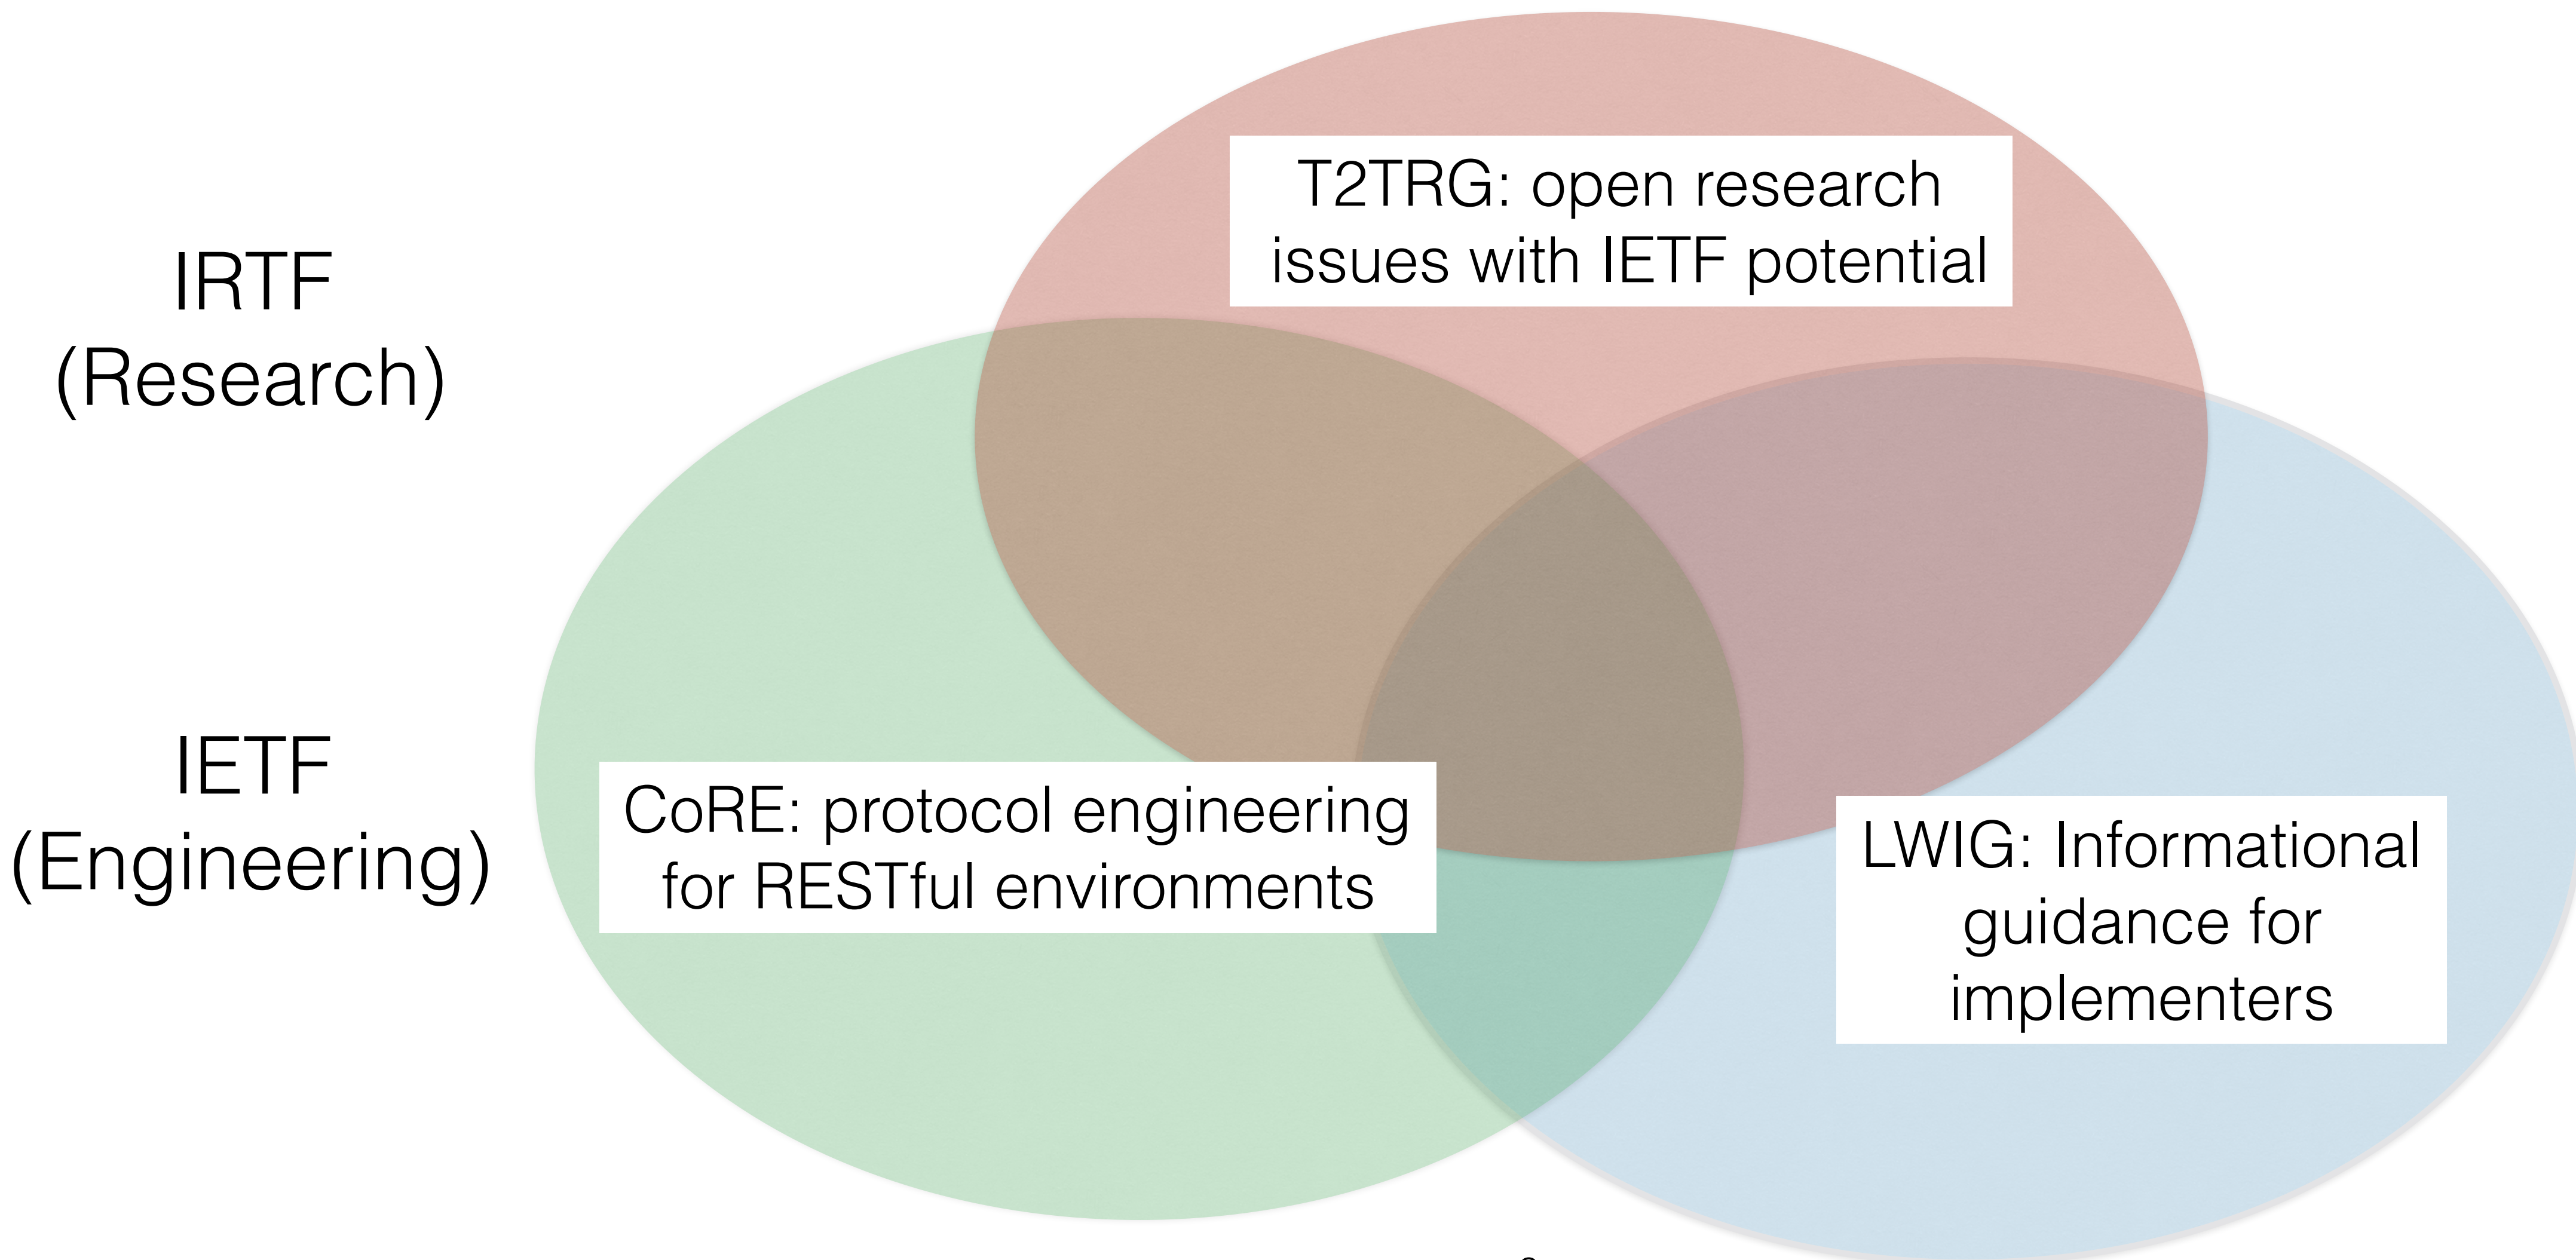 T2TRG: open research
issues with IETF potential
IRTF
(Research)
IETF
(Engineering)
CoRE: protocol engineering
for RESTful environments
LWIG: Informational
guidance for
implementers